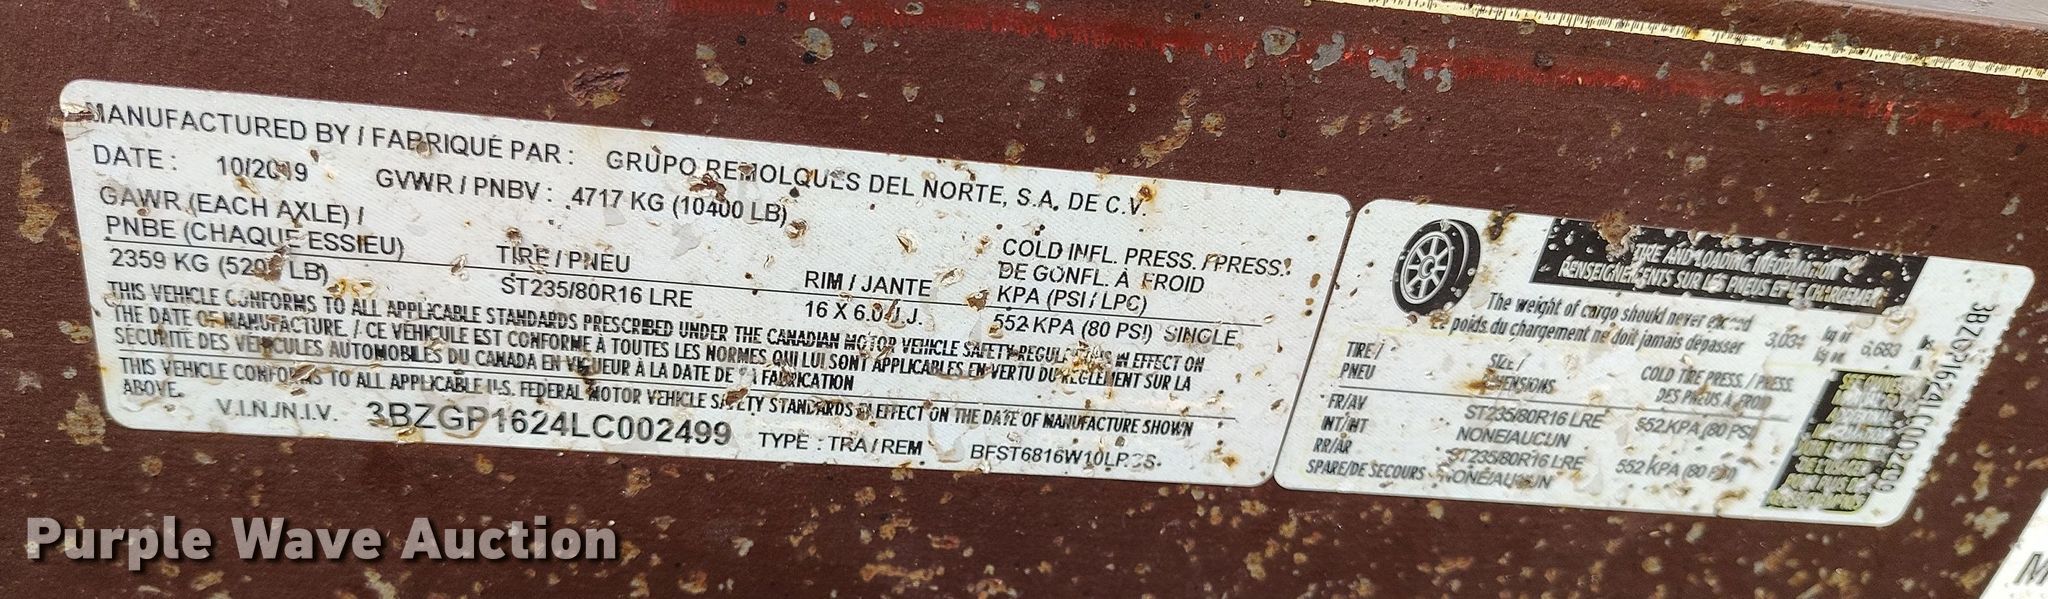 MANUFACTURED BY / FABRIQUÉ PAR : GRUPO REMOLQUES DEL NORTE, S.A. DE C.V.
DATE : 10/2019 GVWR / PNBV : 4717 KG (10400 LB)
GAWR (EACH AXLE) /
PNBE (CHAQUE ESSIEU) TIRE / PNEU RIM / JANTE COLD INFL. PRESS. / PRESS. DE GONFL. À FROID KPA (PSI / LPC)
2359 KG (5200 LB) ST235/80R16 LRE 16 X 6.0 J.J. 552 KPA (80 PSI) SINGLE
THIS VEHICLE CONFORMS TO ALL APPLICABLE STANDARDS PRESCRIBED UNDER THE CANADIAN MOTOR VEHICLE SAFETY REGULATIONS IN EFFECT ON
THE DATE OF MANUFACTURE. / CE VÉHICULE EST CONFORME À TOUTES LES NORMES QUI LUI SONT APPLICABLES EN VERTU DU RÈGLEMENT SUR LA
SÉCURITÉ DES VÉHICULES AUTOMOBILES DU CANADA EN VIGUEUR À LA DATE DE LA FABRICATION
THIS VEHICLE CONFORMS TO ALL APPLICABLE U.S. FEDERAL MOTOR VEHICLE SAFETY STANDARDS IN EFFECT ON THE DATE OF MANUFACTURE SHOWN
ABOVE.
V.I.N./N.I.V. 3BZGP1624LC002499 TYPE : TRA / REM
TIRE AND LOADING INFORMATION
RENSEIGNEMENTS SUR LES PNEUS ET LE CHARGEMENT
The weight of cargo should never exceed
Le poids du chargement ne doit jamais dépasser 3,031 kg or kg ou 6,683
TIRE / PNEU SIZE / DIMENSIONS COLD TIRE PRESS. / PRESS. DES PNEUS À FROID
FR/AV ST235/80R16 LRE 552 KPA (80 PSI)
INT/INT NONE/AUCUN
RR/AR ST235/80R16 LRE 552 KPA (80 PSI)
SPARE/DE SECOURS NONE/AUCUN
3BZGP1624LC002499
Purple Wave Auction